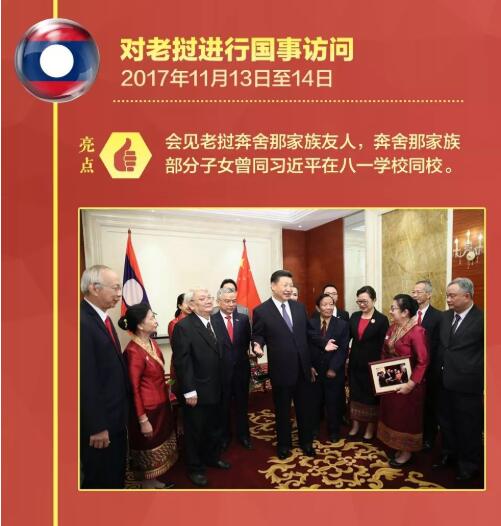 对老挝进行国事访问
2017年11月13日至14日
亮点
会见老挝奔舍那家族友人，奔舍那家族
部分子女曾同习近平在八一学校同校。